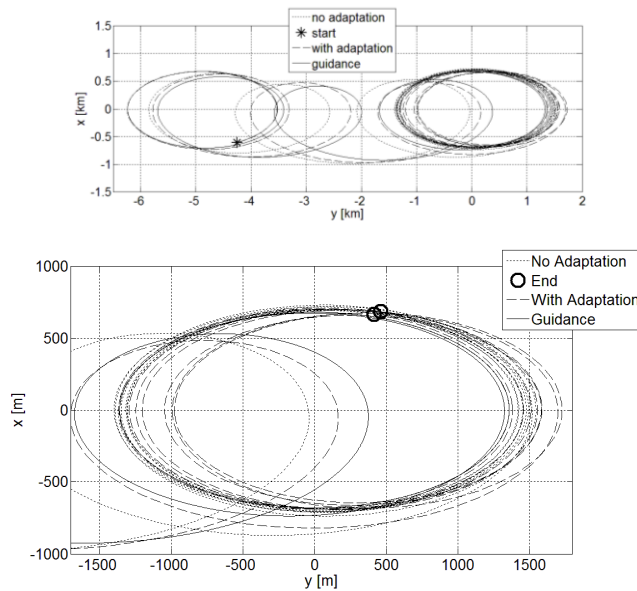 no adaptation
start
with adaptation
guidance
1.5
1
0.5
0
-0.5
-1
-1.5
x [km]
-6 -5 -4 -3 -2 -1 0 1 2
y [km]
No Adaptation
End
With Adaptation
Guidance
1000
500
0
-500
-1000
x [m]
-1500 -1000 -500 0 500 1000 1500
y [m]